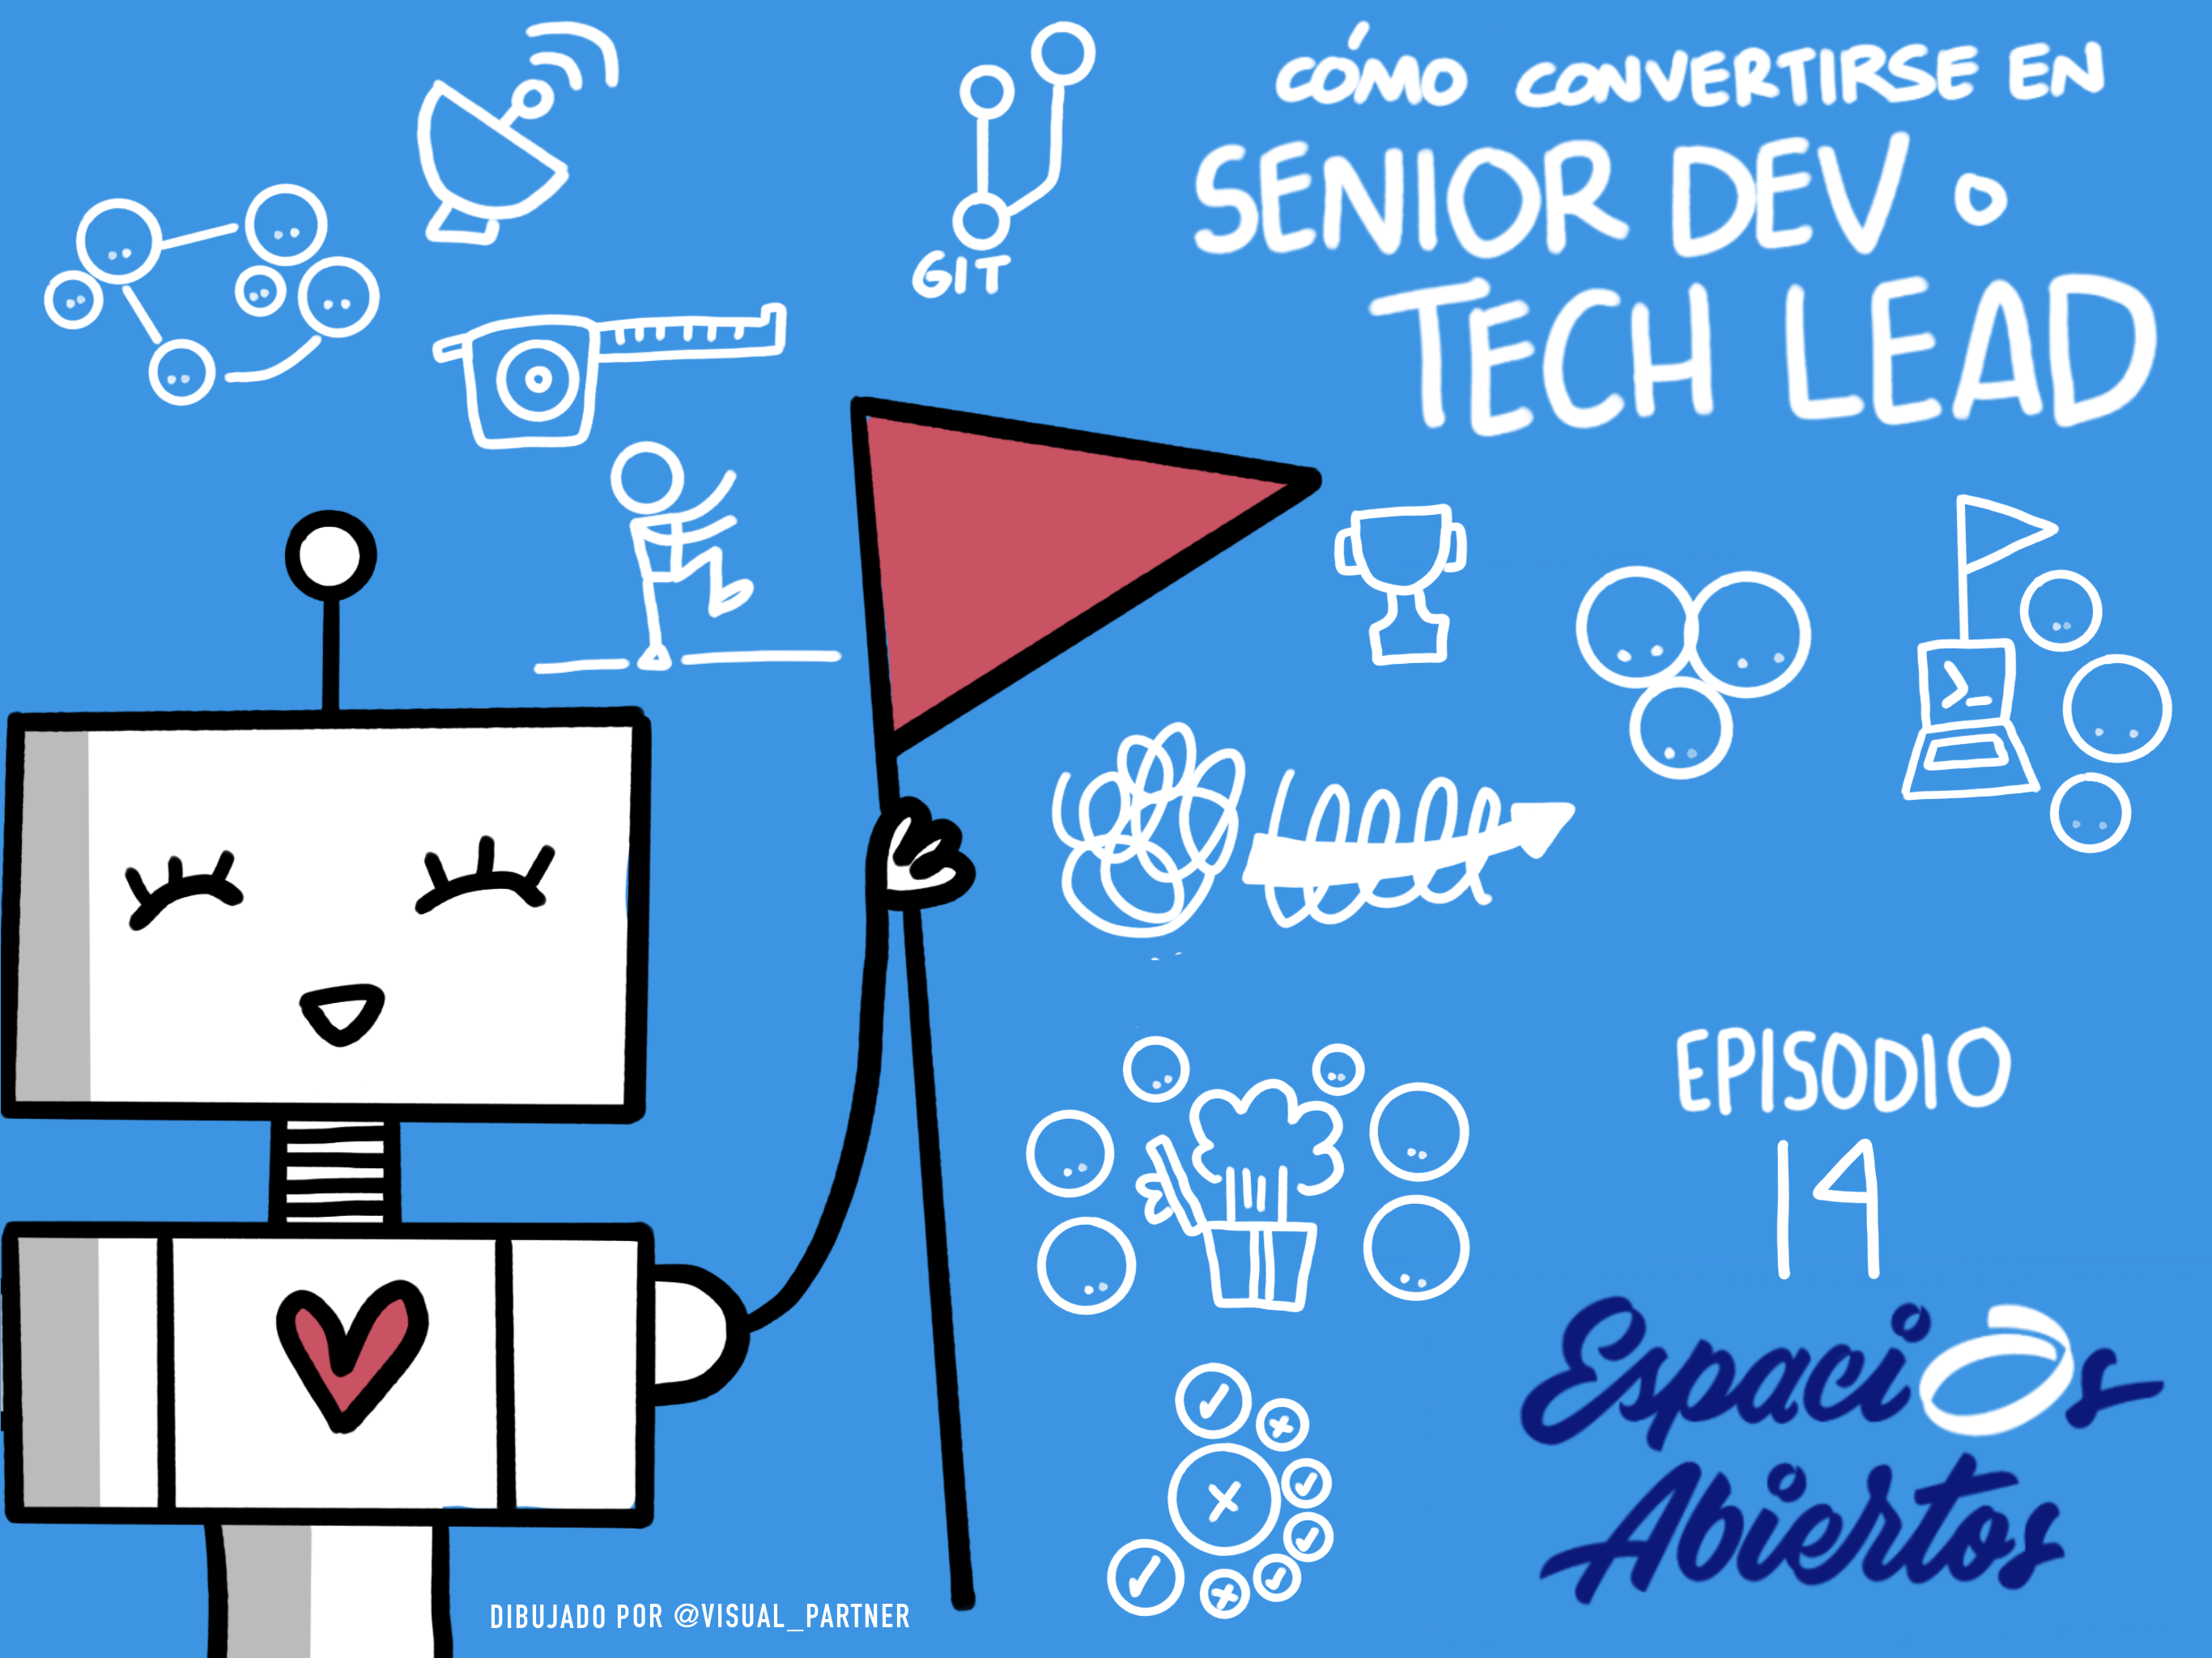 CÓMO CONVERTIRSE EN
SENIOR DEV o
TECH LEAD
GIT
>_
EPISODIO
14
Espacios
Abiertos
DIBUJADO POR @VISUAL_PARTNER